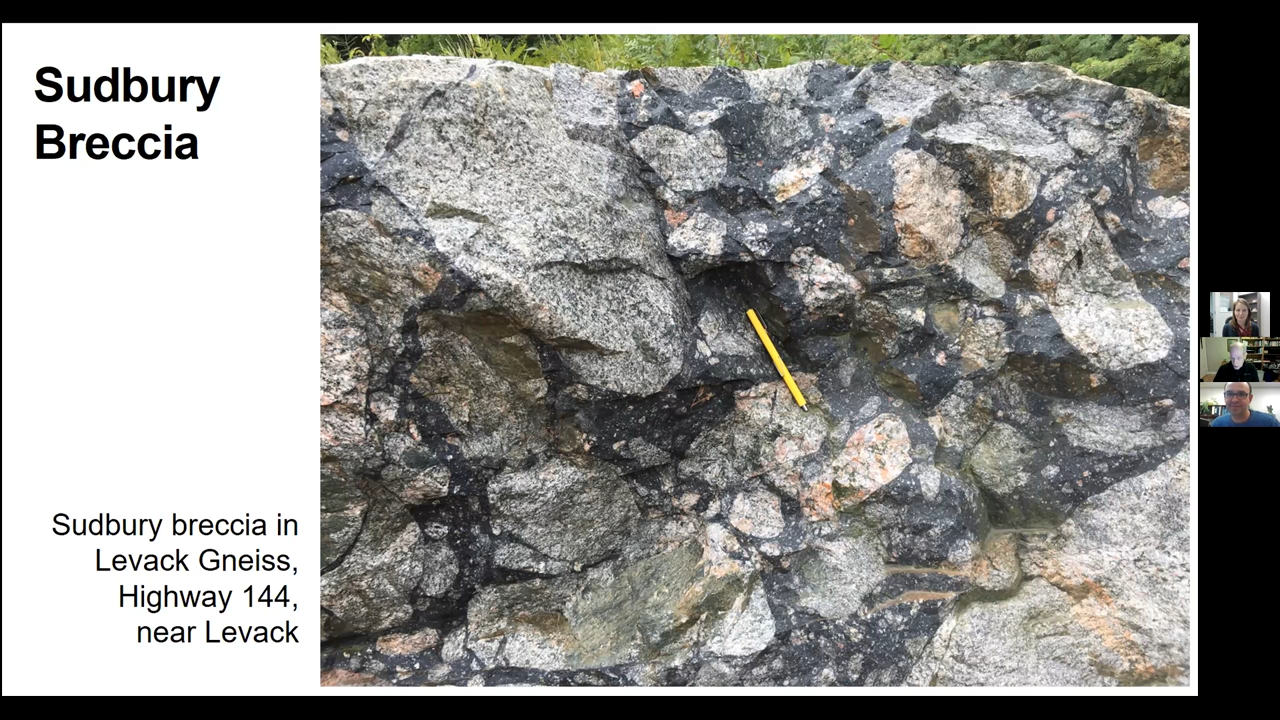 Sudbury
Breccia
Sudbury breccia in
Levack Gneiss,
Highway 144,
near Levack